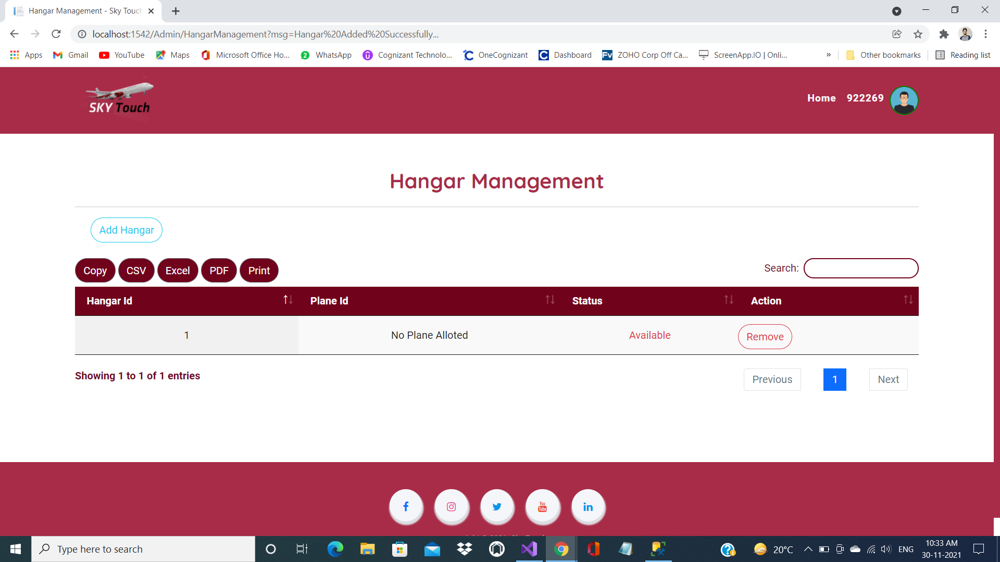 Hangar Management - Sky Touch
localhost:1542/Admin/HangarManagement?msg=Hangar%20Added%20Successfully...
Apps Gmail YouTube Maps Microsoft Office Ho... WhatsApp Cognizant Technolo... OneCognizant Dashboard ZOHO Corp Off Ca... ScreenApp.IO | Onli... » Other bookmarks Reading list
SKY Touch
Home 922269
Hangar Management
Add Hangar
Copy CSV Excel PDF Print Search:
Hangar Id Plane Id Status Action
1 No Plane Alloted Available Remove
Showing 1 to 1 of 1 entries Previous 1 Next
You
Tube
Type here to search
20°C ENG 10:33 AM
30-11-2021